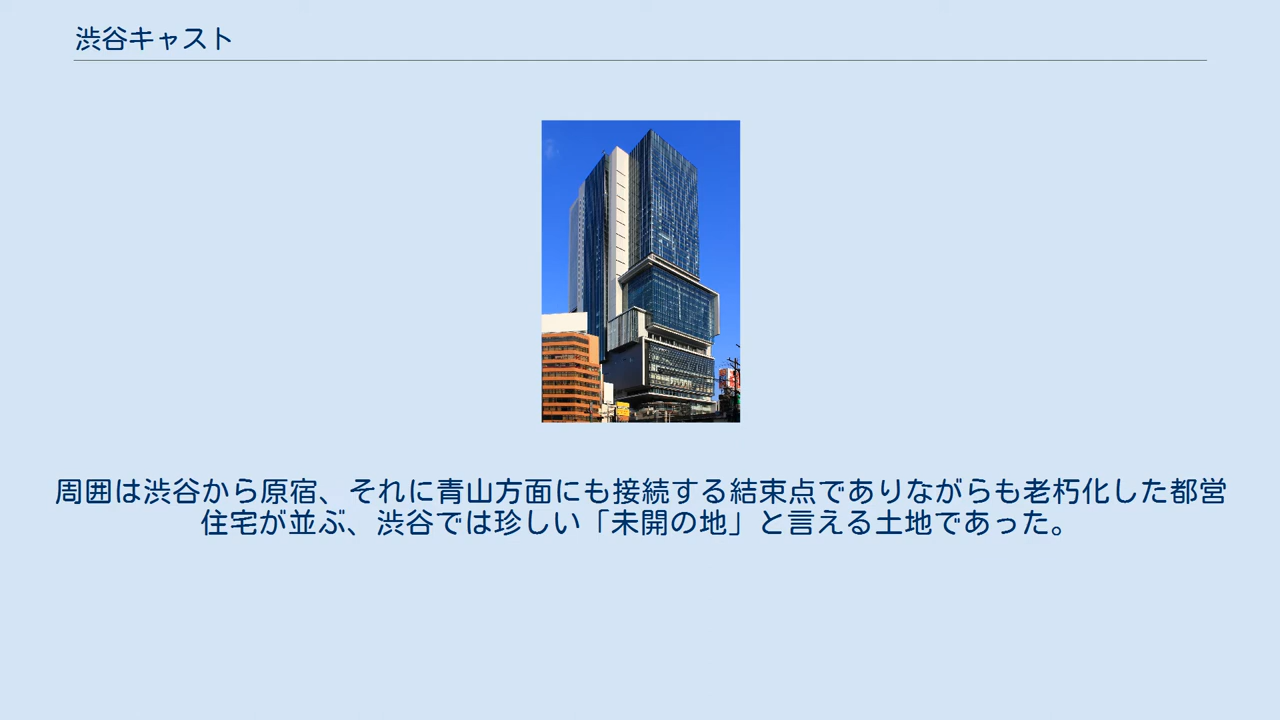 渋谷キャスト
周囲は渋谷から原宿、それに青山方面にも接続する結束点でありながらも老朽化した都営
住宅が並ぶ、渋谷では珍しい「未開の地」と言える土地であった。